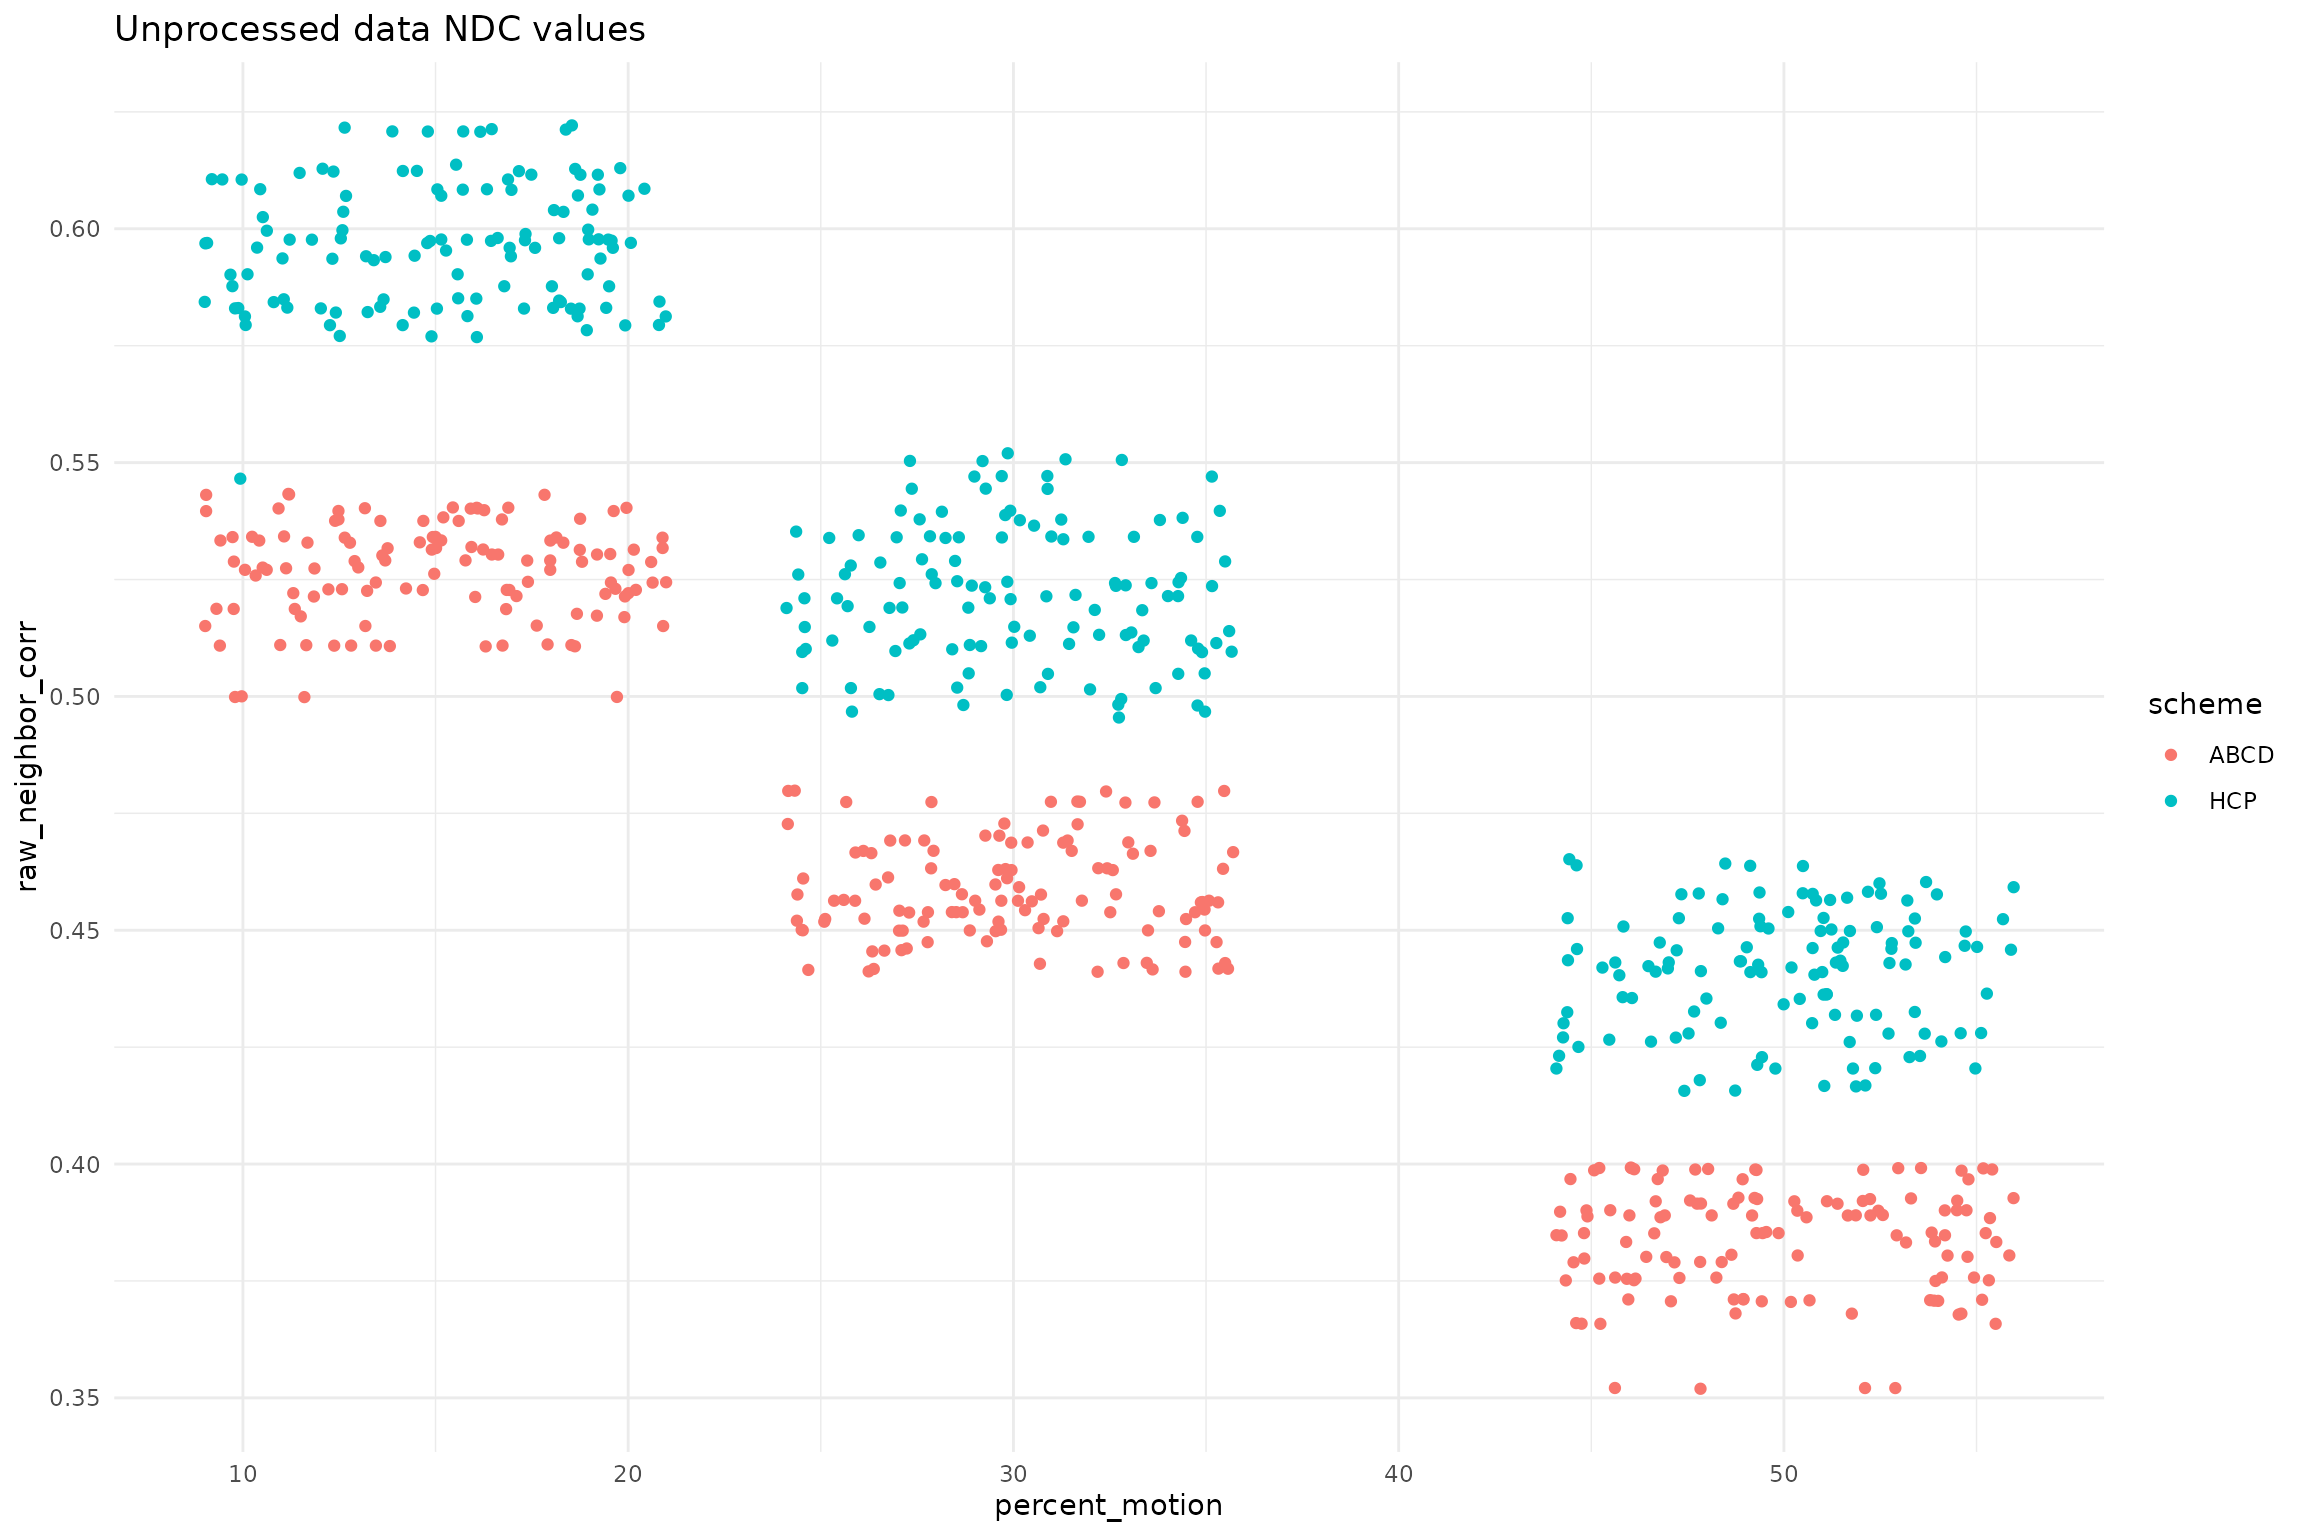 Unprocessed data NDC values
raw_neighbor_corr
0.60
0.55
0.50
0.45
0.40
0.35
10
20
30
40
50
percent_motion
scheme
ABCD
HCP